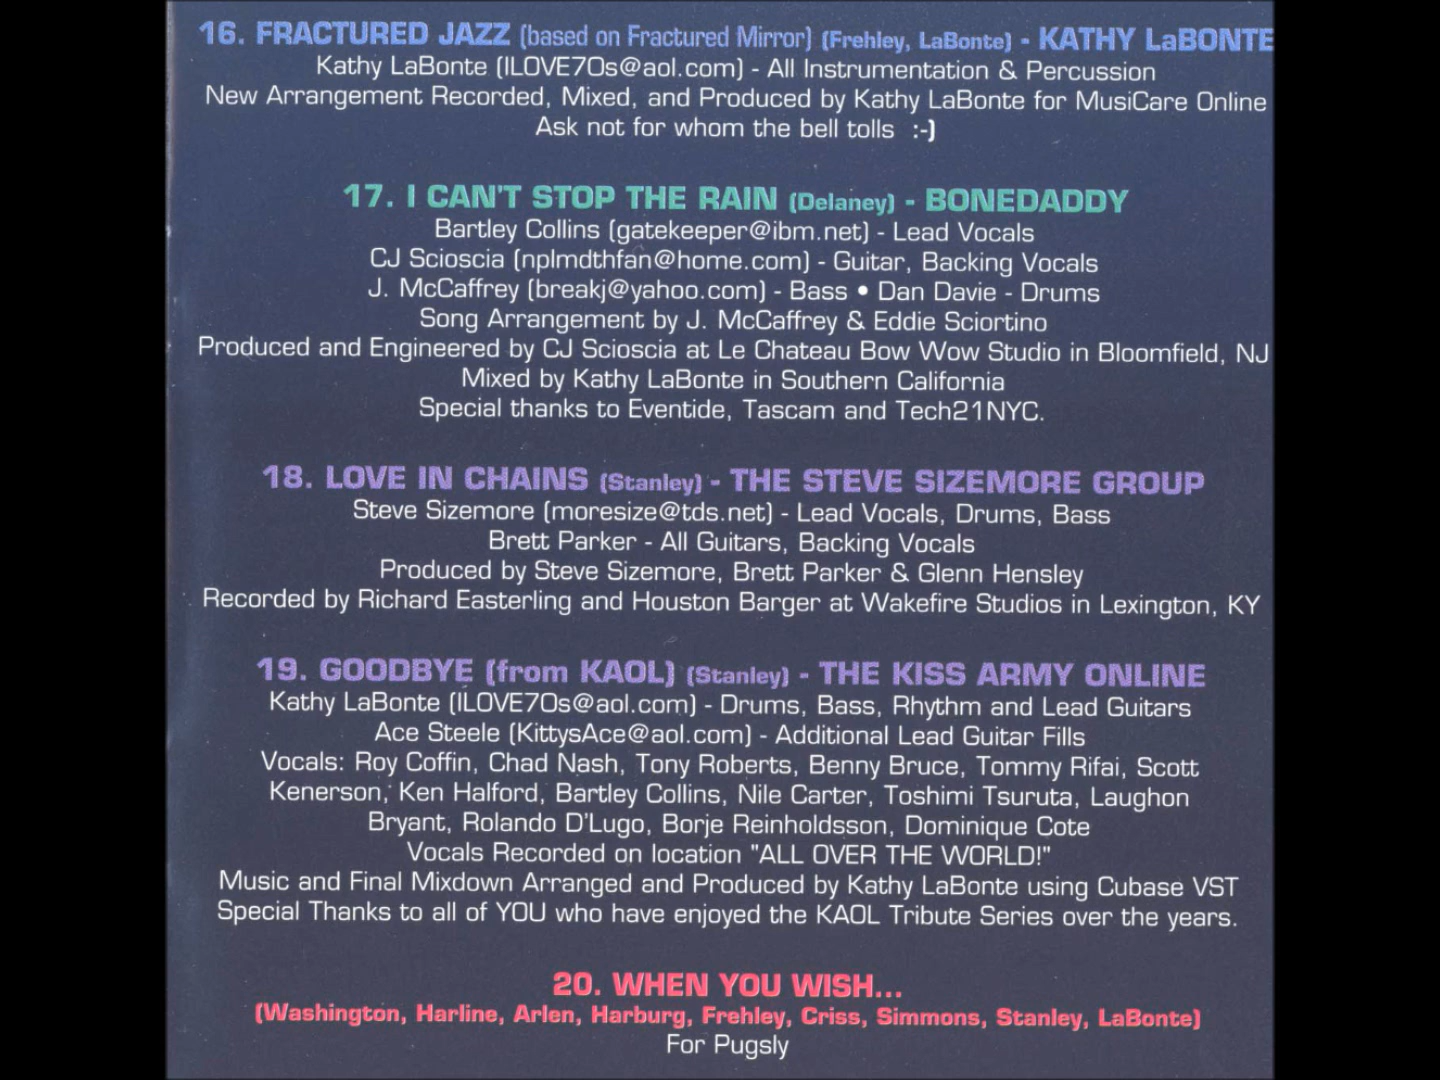 16. FRACTURED JAZZ (based on Fractured Mirror) (Frehley, LaBonte) - KATHY LaBONTE
Kathy LaBonte (ILOVE70s@aol.com) - All Instrumentation & Percussion
New Arrangement Recorded, Mixed, and Produced by Kathy LaBonte for MusiCare Online
Ask not for whom the bell tolls :-)
17. I CAN'T STOP THE RAIN (Delaney) - BONEDADDY
Bartley Collins (gatekeeper@ibm.net) - Lead Vocals
CJ Scioscia (nplmdthfan@home.com) - Guitar, Backing Vocals
J. McCaffrey (breakj@yahoo.com) - Bass • Dan Davie - Drums
Song Arrangement by J. McCaffrey & Eddie Sciortino
Produced and Engineered by CJ Scioscia at Le Chateau Bow Wow Studio in Bloomfield, NJ
Mixed by Kathy LaBonte in Southern California
Special thanks to Eventide, Tascam and Tech21NYC.
18. LOVE IN CHAINS (Stanley) - THE STEVE SIZEMORE GROUP
Steve Sizemore (moresize@tds.net) - Lead Vocals, Drums, Bass
Brett Parker - All Guitars, Backing Vocals
Produced by Steve Sizemore, Brett Parker & Glenn Hensley
Recorded by Richard Easterling and Houston Barger at Wakefire Studios in Lexington, KY
19. GOODBYE (from KAOL) (Stanley) - THE KISS ARMY ONLINE
Kathy LaBonte (ILOVE70s@aol.com) - Drums, Bass, Rhythm and Lead Guitars
Ace Steele (KittysAce@aol.com) - Additional Lead Guitar Fills
Vocals: Roy Coffin, Chad Nash, Tony Roberts, Benny Bruce, Tommy Rifai, Scott
Kenerson, Ken Halford, Bartley Collins, Nile Carter, Toshimi Tsuruta, Laughon
Bryant, Rolando D'Lugo, Borje Reinholdsson, Dominique Cote
Vocals Recorded on location "ALL OVER THE WORLD!"
Music and Final Mixdown Arranged and Produced by Kathy LaBonte using Cubase VST
Special Thanks to all of YOU who have enjoyed the KAOL Tribute Series over the years.
20. WHEN YOU WISH...
(Washington, Harline, Arlen, Harburg, Frehley, Criss, Simmons, Stanley, LaBonte)
For Pugsly